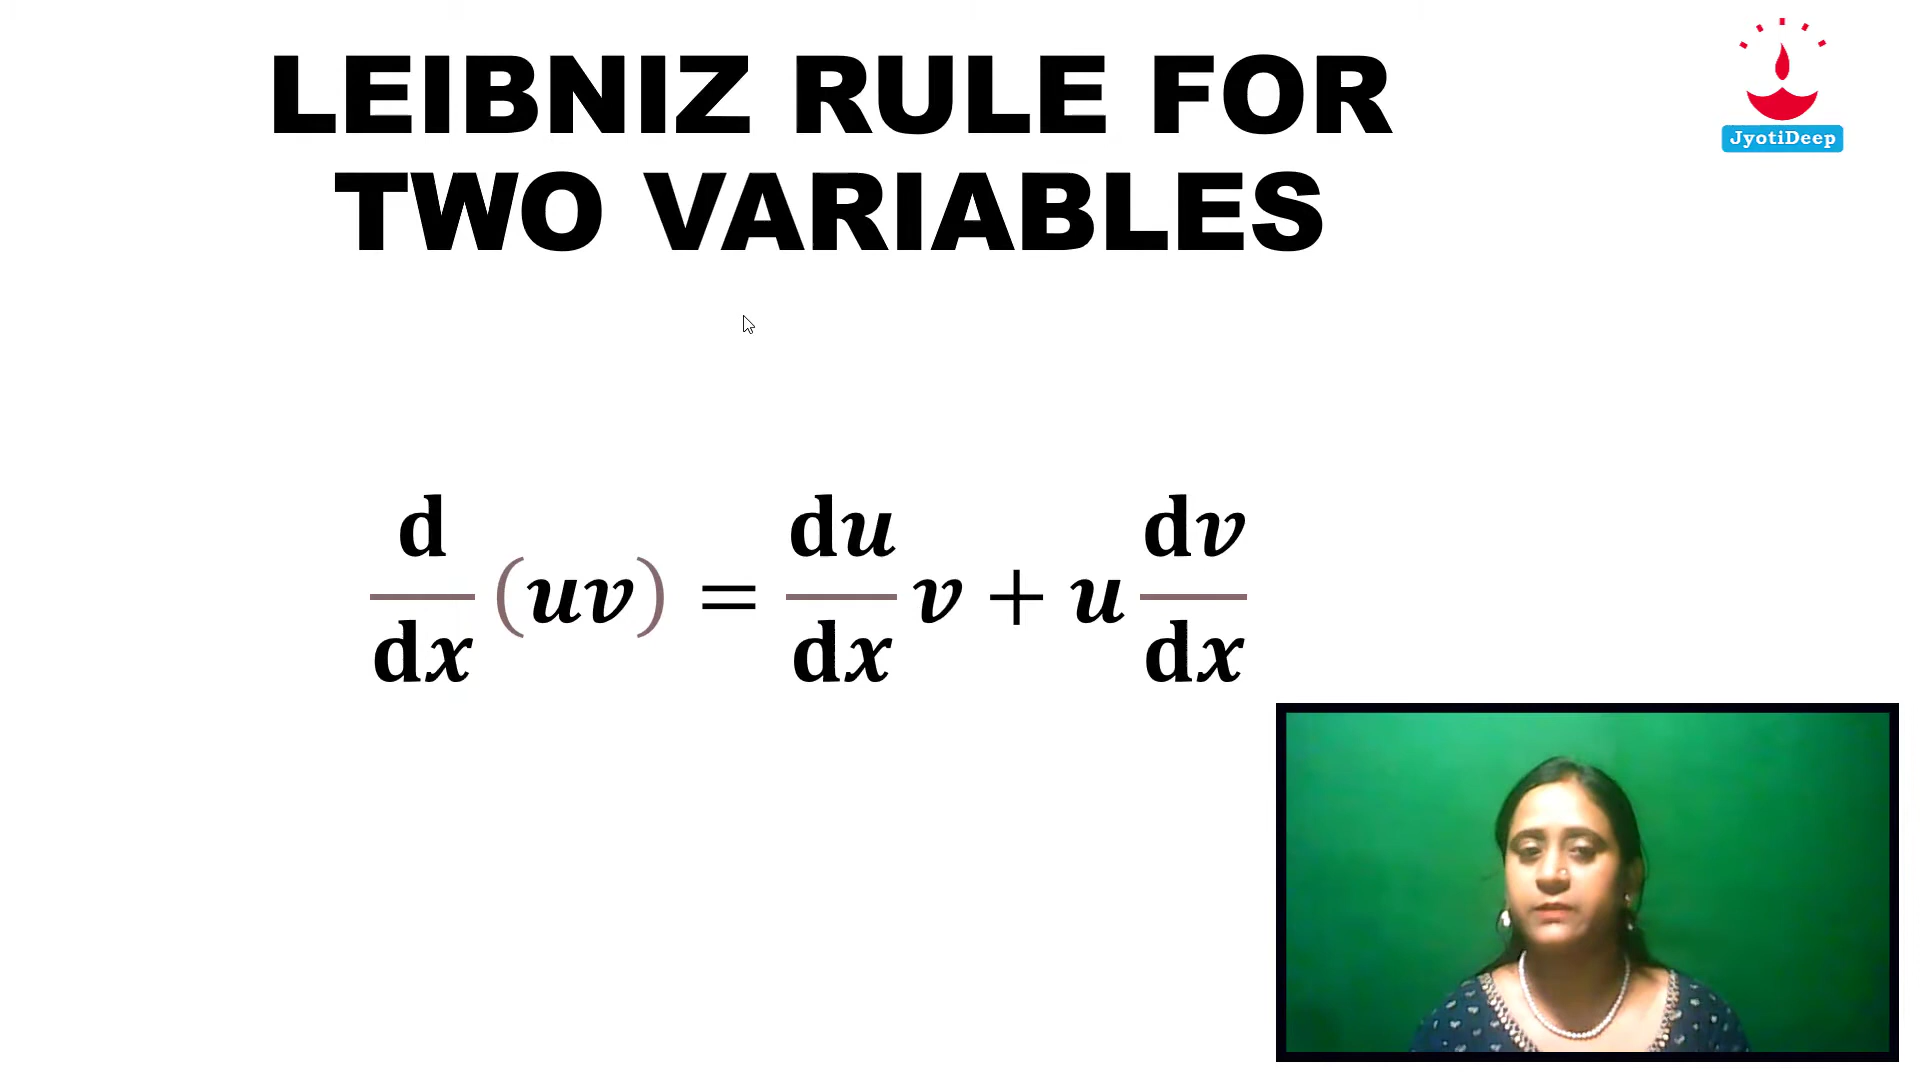 LEIBNIZ RULE FOR
TWO VARIABLES
JyotiDeep
d/dx (uv) = du/dx v + u dv/dx